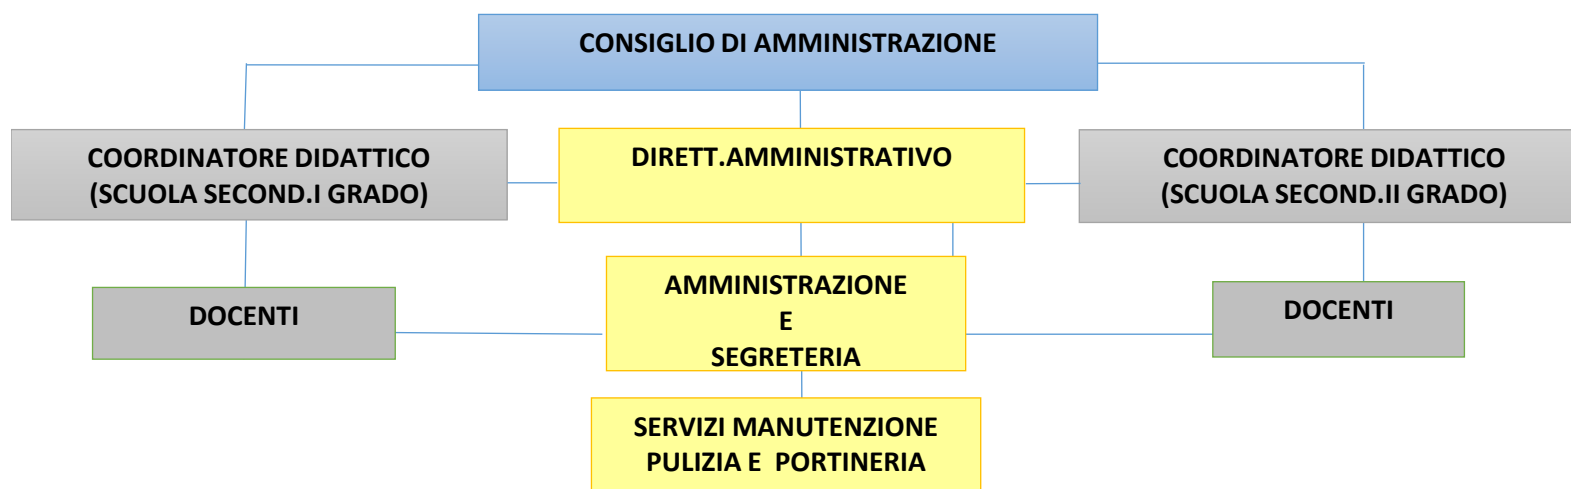 CONSIGLIO DI AMMINISTRAZIONE
COORDINATORE DIDATTICO
(SCUOLA SECOND.I GRADO)
DIRETT.AMMINISTRATIVO
COORDINATORE DIDATTICO
(SCUOLA SECOND.II GRADO)
DOCENTI
AMMINISTRAZIONE
E
SEGRETERIA
DOCENTI
SERVIZI MANUTENZIONE
PULIZIA E PORTINERIA